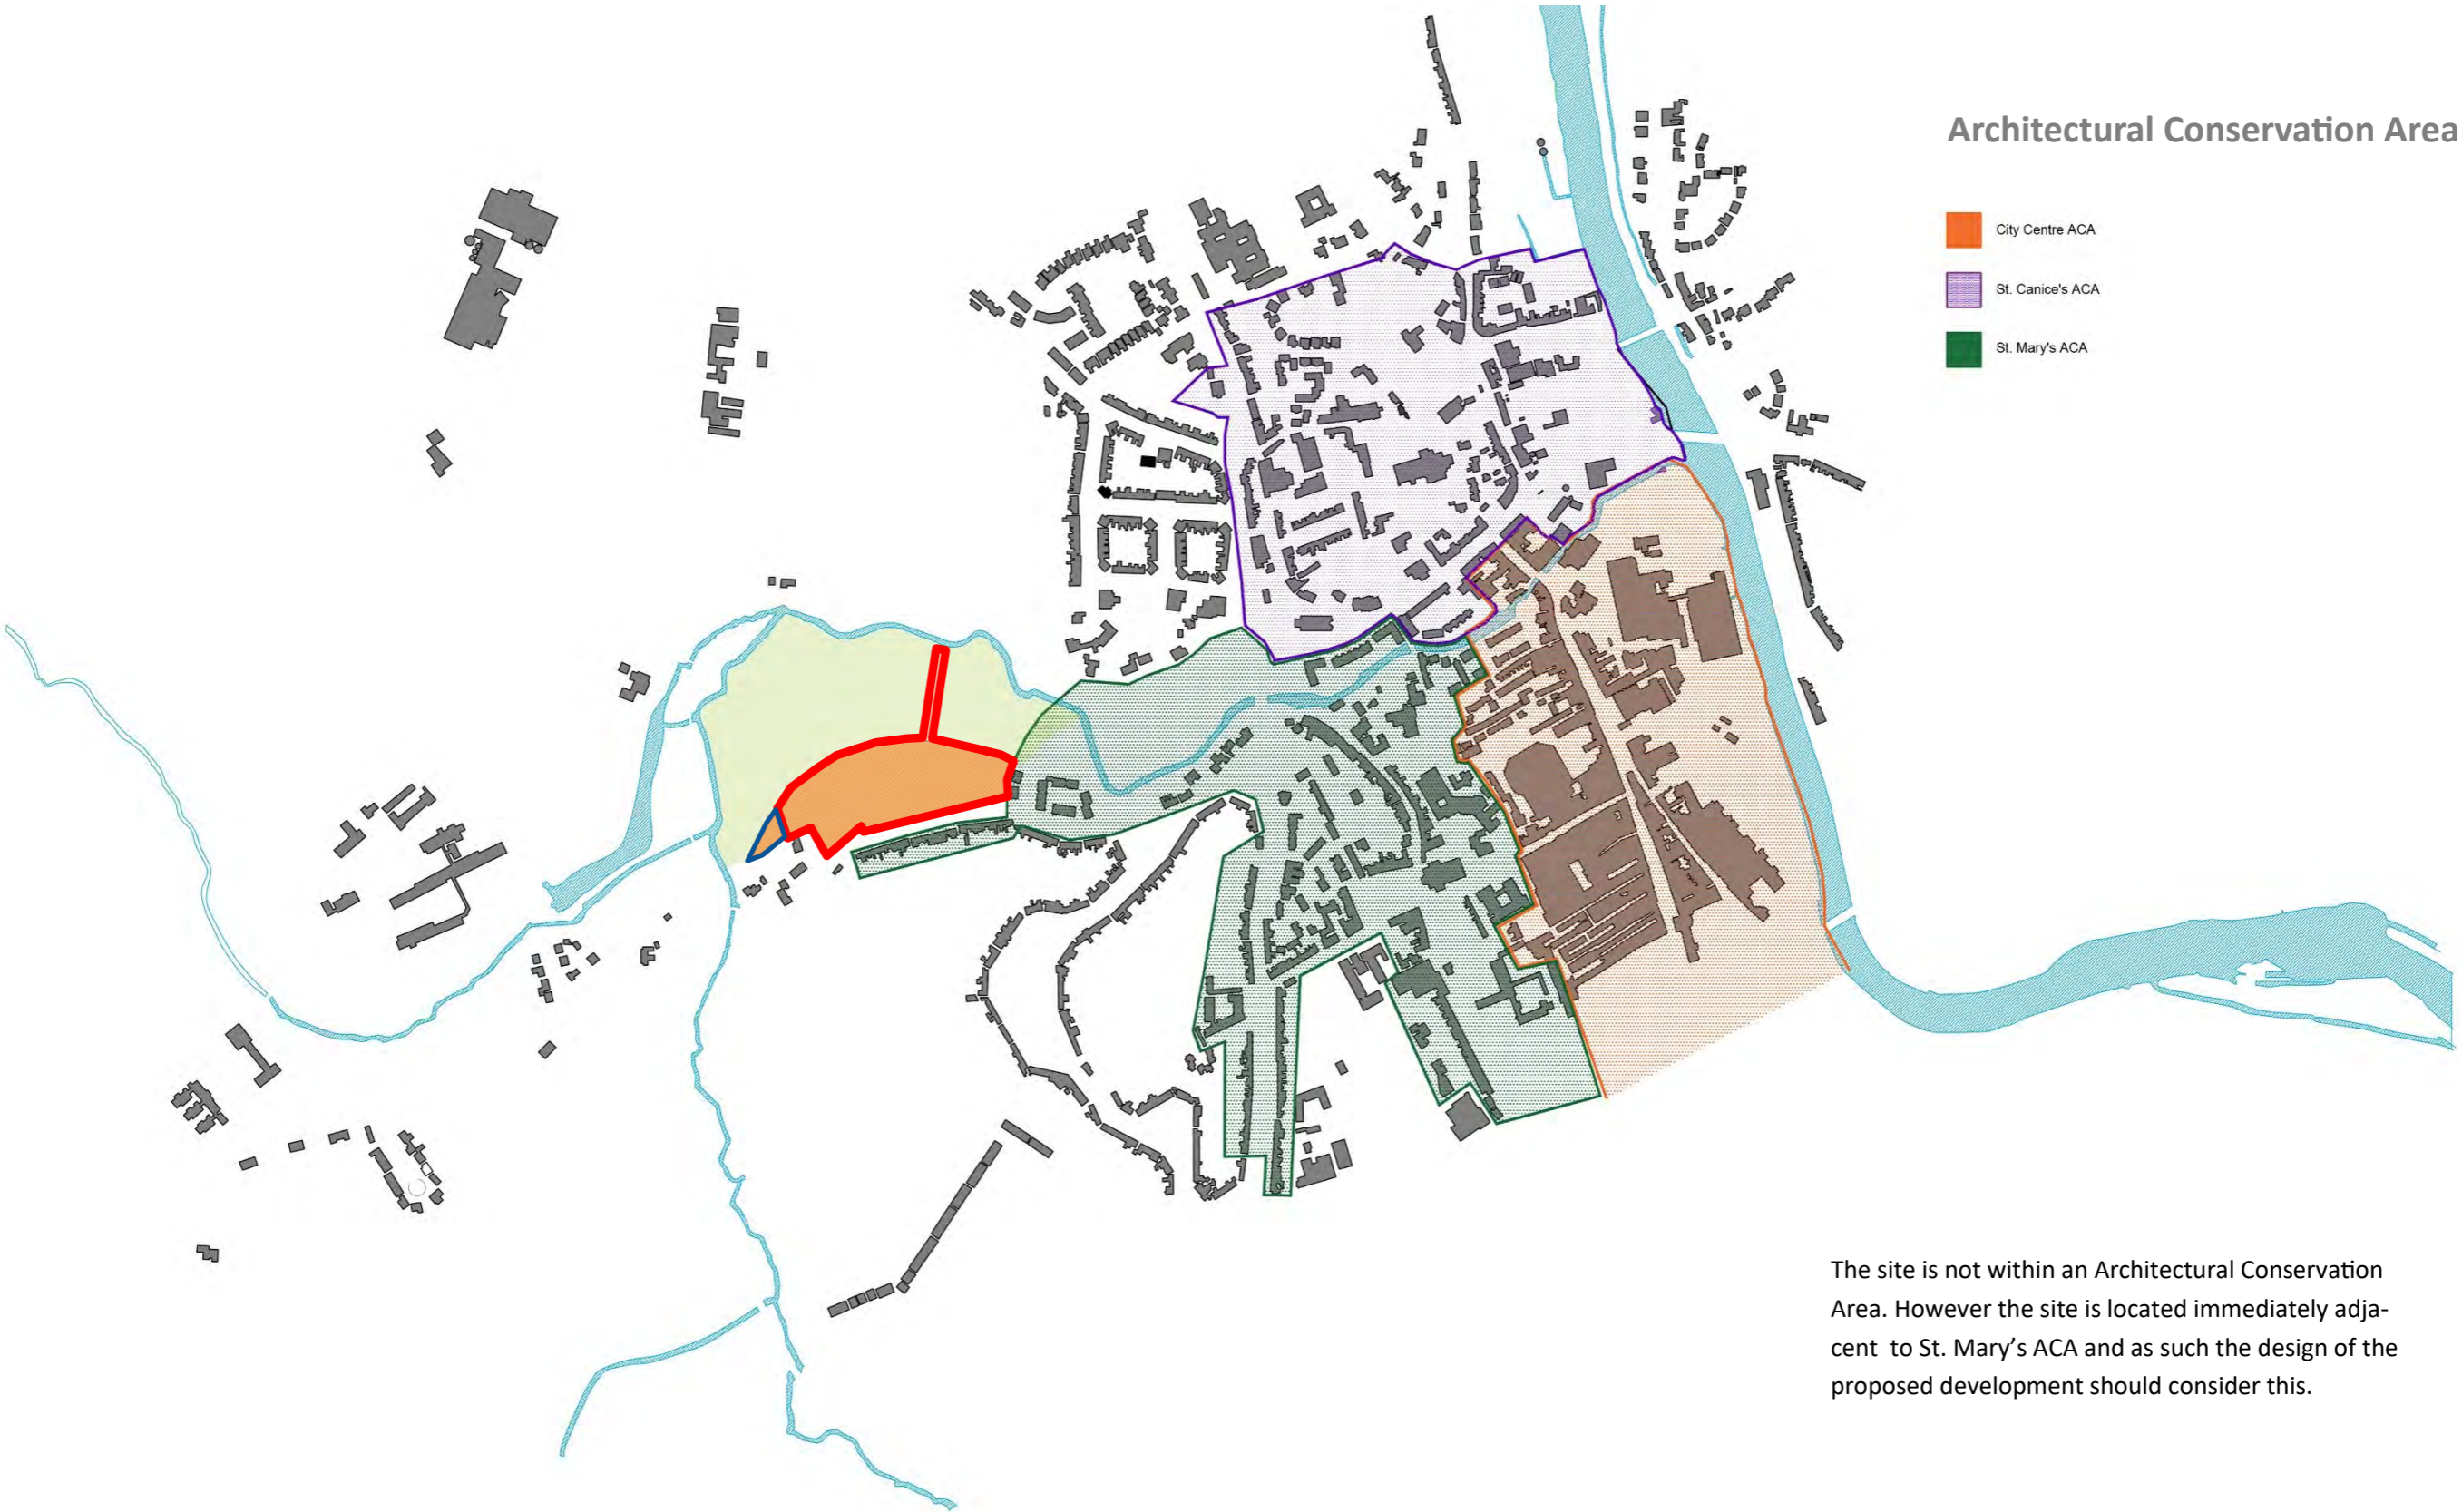 Architectural Conservation Area
City Centre ACA
St. Canice's ACA
St. Mary's ACA
The site is not within an Architectural Conservation
Area. However the site is located immediately adja-
cent  to St. Mary’s ACA and as such the design of the
proposed development should consider this.